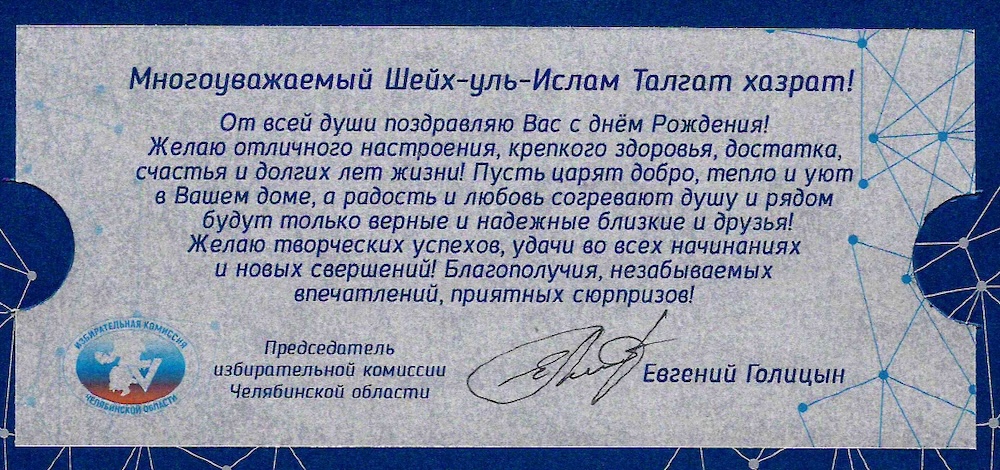 Многоуважаемый Шейх-уль-Ислам Талгат хазрат!
От всей души поздравляю Вас с днём Рождения!
Желаю отличного настроения, крепкого здоровья, достатка,
счастья и долгих лет жизни! Пусть царят добро, тепло и уют
в Вашем доме, а радость и любовь согревают душу и рядом
будут только верные и надежные близкие и друзья!
Желаю творческих успехов, удачи во всех начинаниях
и новых свершений! Благополучия, незабываемых
впечатлений, приятных сюрпризов!
ИЗБИРАТЕЛЬНАЯ КОМИССИЯ
ЧЕЛЯБИНСКОЙ ОБЛАСТИ
Председатель
избирательной комиссии
Челябинской области
Евгений Голицын